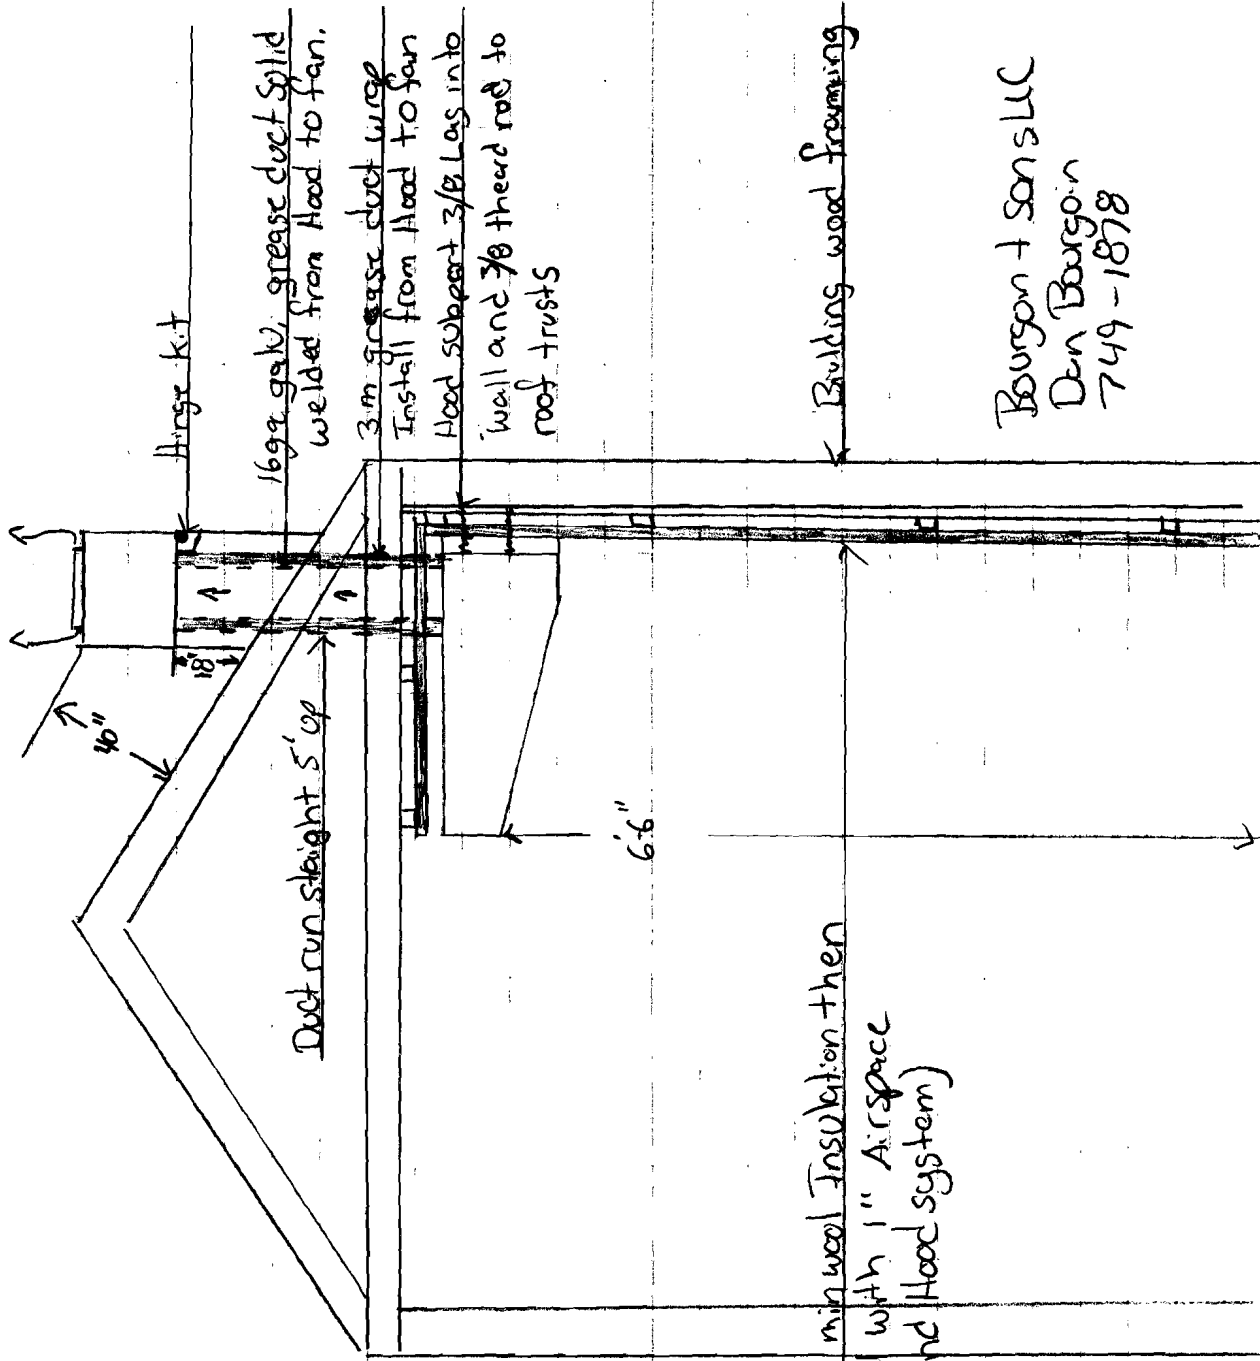 Hinge kit
16ga galv. grease duct solid
welded from Hood to fan.
3m grease duct wrap
Install from Hood to fan
Hood support 3/8 Lag into
wall and 3/8 theard rod to
roof trusts
18"
40"
Duct run staight 5' up
6'6"
Building wood framing
min wool Insulation then
with 1" Airspace
nd Hood system)
Bourgon + Sons LLC
Dan Bourgoin
749-1878